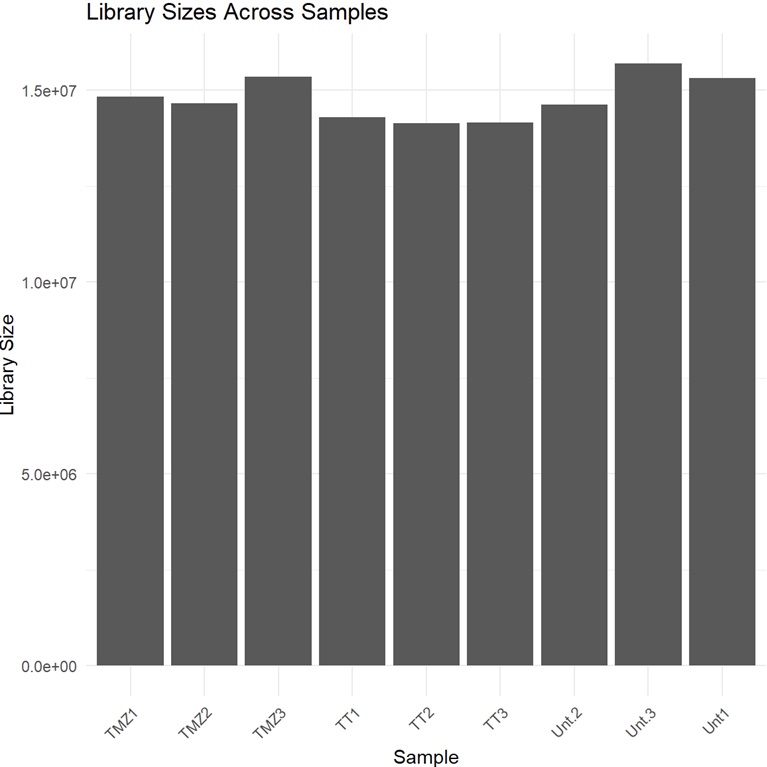 Library Sizes Across Samples
Library Size
1.5e+07
1.0e+07
5.0e+06
0.0e+00
TMZ1
TMZ2
TMZ3
TT1
TT2
TT3
Unt.2
Unt.3
Unt1
Sample